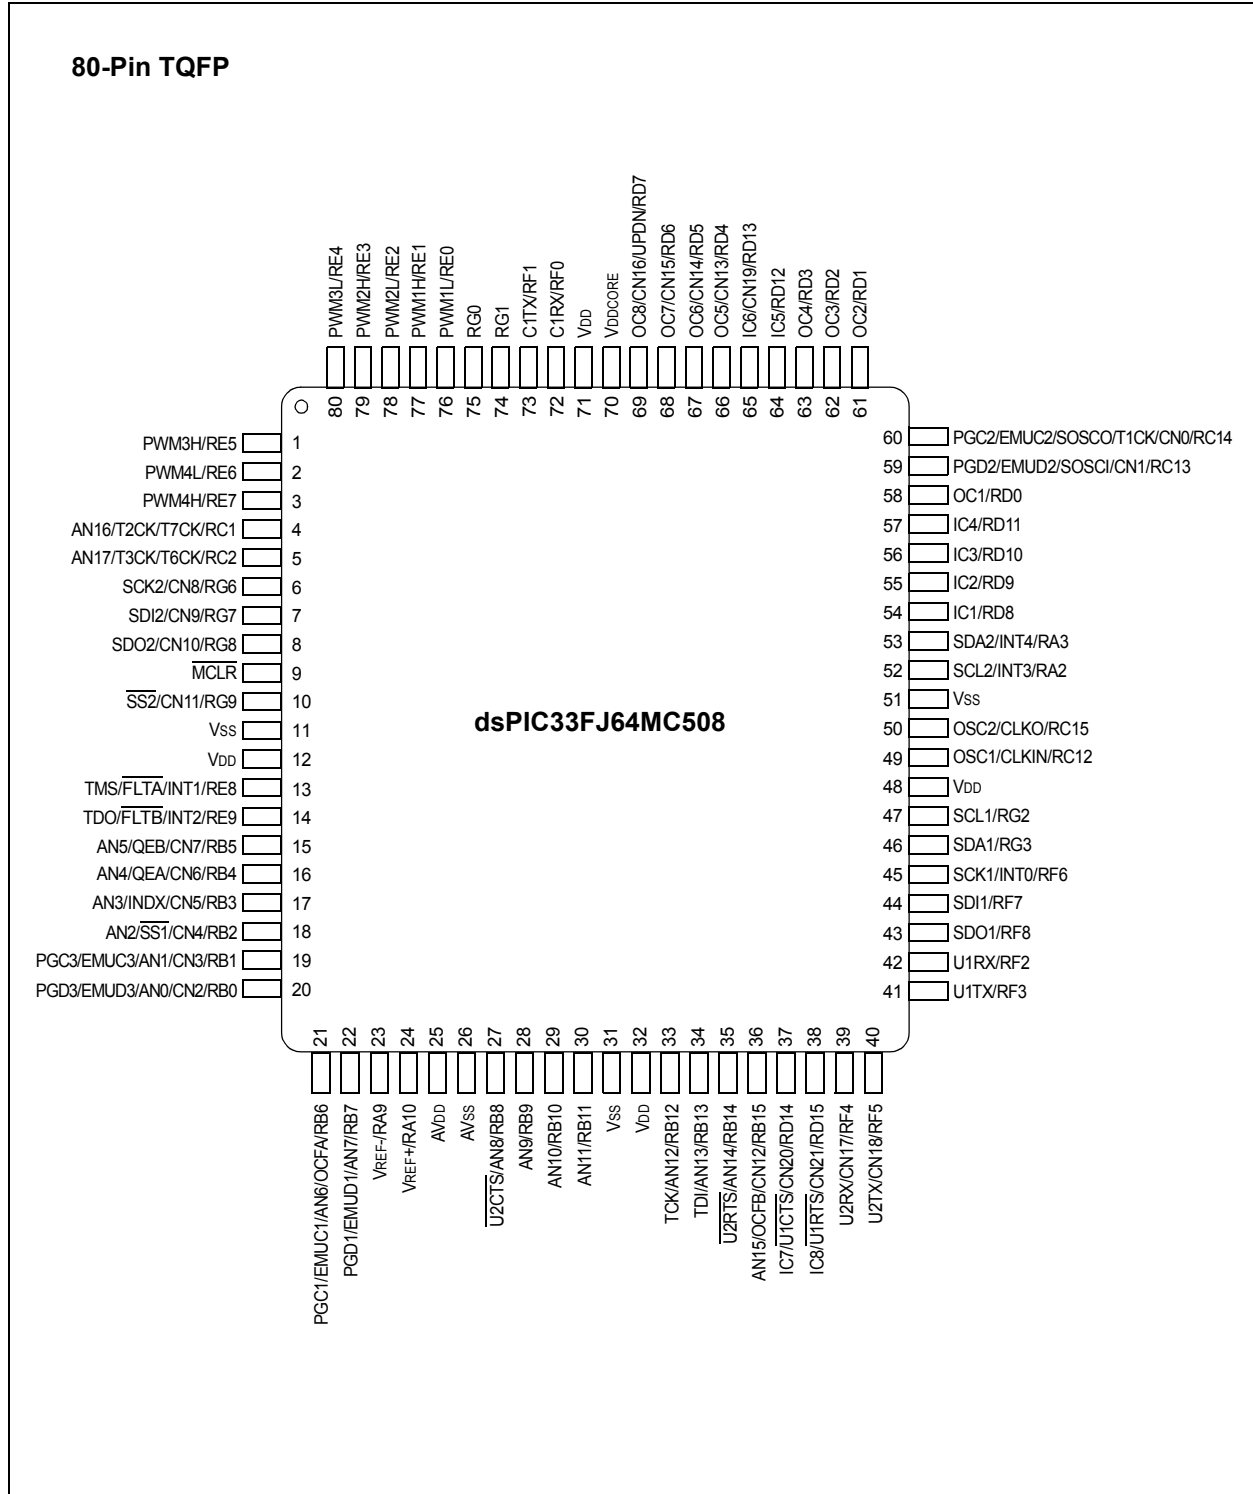 80-Pin TQFP
PWM3L/RE4
PWM2H/RE3
PWM2L/RE2
PWM1H/RE1
PWM1L/RE0
RG0
RG1
C1TX/RF1
C1RX/RF0
VDD
VDDCORE
OC8/CN16/UPDN/RD7
OC7/CN15/RD6
OC6/CN14/RD5
OC5/CN13/RD4
IC6/CN19/RD13
IC5/RD12
OC4/RD3
OC3/RD2
OC2/RD1
80 79 78 77 76 75 74 73 72 71 70 69 68 67 66 65 64 63 62 61
PWM3H/RE5 1
PWM4L/RE6 2
PWM4H/RE7 3
AN16/T2CK/T7CK/RC1 4
AN17/T3CK/T6CK/RC2 5
SCK2/CN8/RG6 6
SDI2/CN9/RG7 7
SDO2/CN10/RG8 8
MCLR 9
SS2/CN11/RG9 10
VSS 11
VDD 12
TMS/FLTA/INT1/RE8 13
TDO/FLTB/INT2/RE9 14
AN5/QEB/CN7/RB5 15
AN4/QEA/CN6/RB4 16
AN3/INDX/CN5/RB3 17
AN2/SS1/CN4/RB2 18
PGC3/EMUC3/AN1/CN3/RB1 19
PGD3/EMUD3/AN0/CN2/RB0 20
dsPIC33FJ64MC508
60 PGC2/EMUC2/SOSCO/T1CK/CN0/RC14
59 PGD2/EMUD2/SOSCI/CN1/RC13
58 OC1/RD0
57 IC4/RD11
56 IC3/RD10
55 IC2/RD9
54 IC1/RD8
53 SDA2/INT4/RA3
52 SCL2/INT3/RA2
51 VSS
50 OSC2/CLKO/RC15
49 OSC1/CLKIN/RC12
48 VDD
47 SCL1/RG2
46 SDA1/RG3
45 SCK1/INT0/RF6
44 SDI1/RF7
43 SDO1/RF8
42 U1RX/RF2
41 U1TX/RF3
21 22 23 24 25 26 27 28 29 30 31 32 33 34 35 36 37 38 39 40
PGC1/EMUC1/AN6/OCFA/RB6
PGD1/EMUD1/AN7/RB7
VREF-/RA9
VREF+/RA10
AVDD
AVSS
U2CTS/AN8/RB8
AN9/RB9
AN10/RB10
AN11/RB11
VSS
VDD
TCK/AN12/RB12
TDI/AN13/RB13
U2RTS/AN14/RB14
AN15/OCFB/CN12/RB15
IC7/U1CTS/CN20/RD14
IC8/U1RTS/CN21/RD15
U2RX/CN17/RF4
U2TX/CN18/RF5